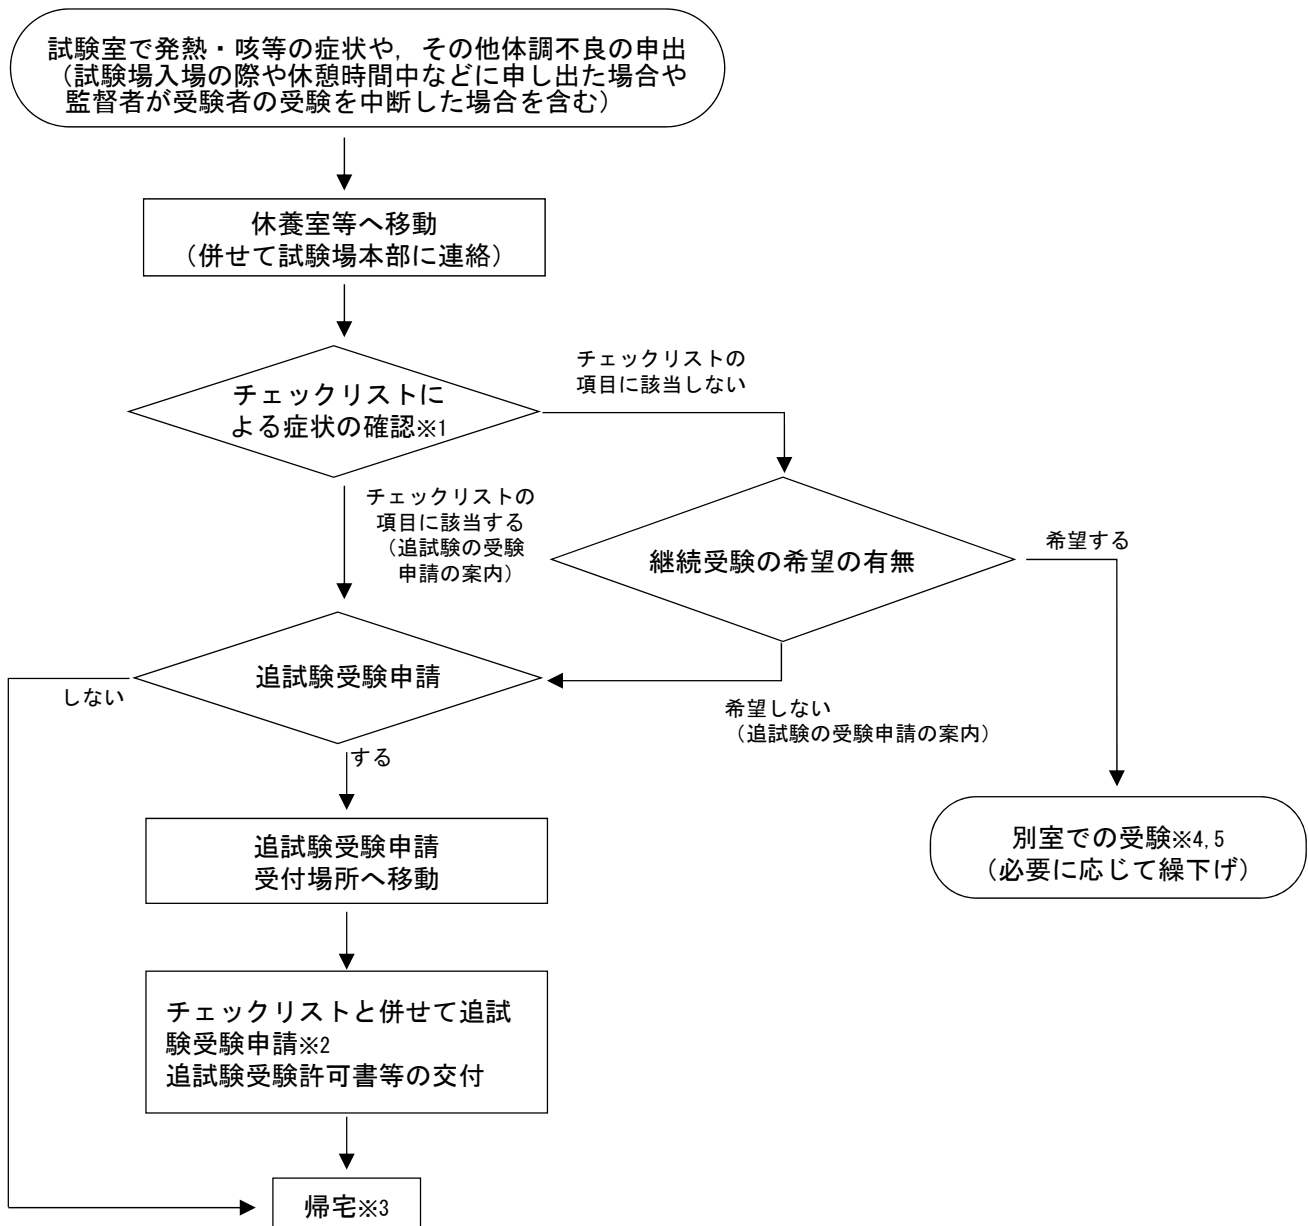 試験室で発熱・咳等の症状や，その他体調不良の申出
（試験場入場の際や休憩時間中などに申し出た場合や
監督者が受験者の受験を中断した場合を含む）
休養室等へ移動
（併せて試験場本部に連絡）
チェックリストに
よる症状の確認※1
チェックリストの
項目に該当しない
チェックリストの
項目に該当する
（追試験の受験
申請の案内）
継続受験の希望の有無
希望する
追試験受験申請
しない
希望しない
（追試験の受験申請の案内）
する
追試験受験申請
受付場所へ移動
別室での受験※4,5
（必要に応じて繰下げ）
チェックリストと併せて追試
験受験申請※2
追試験受験許可書等の交付
帰宅※3